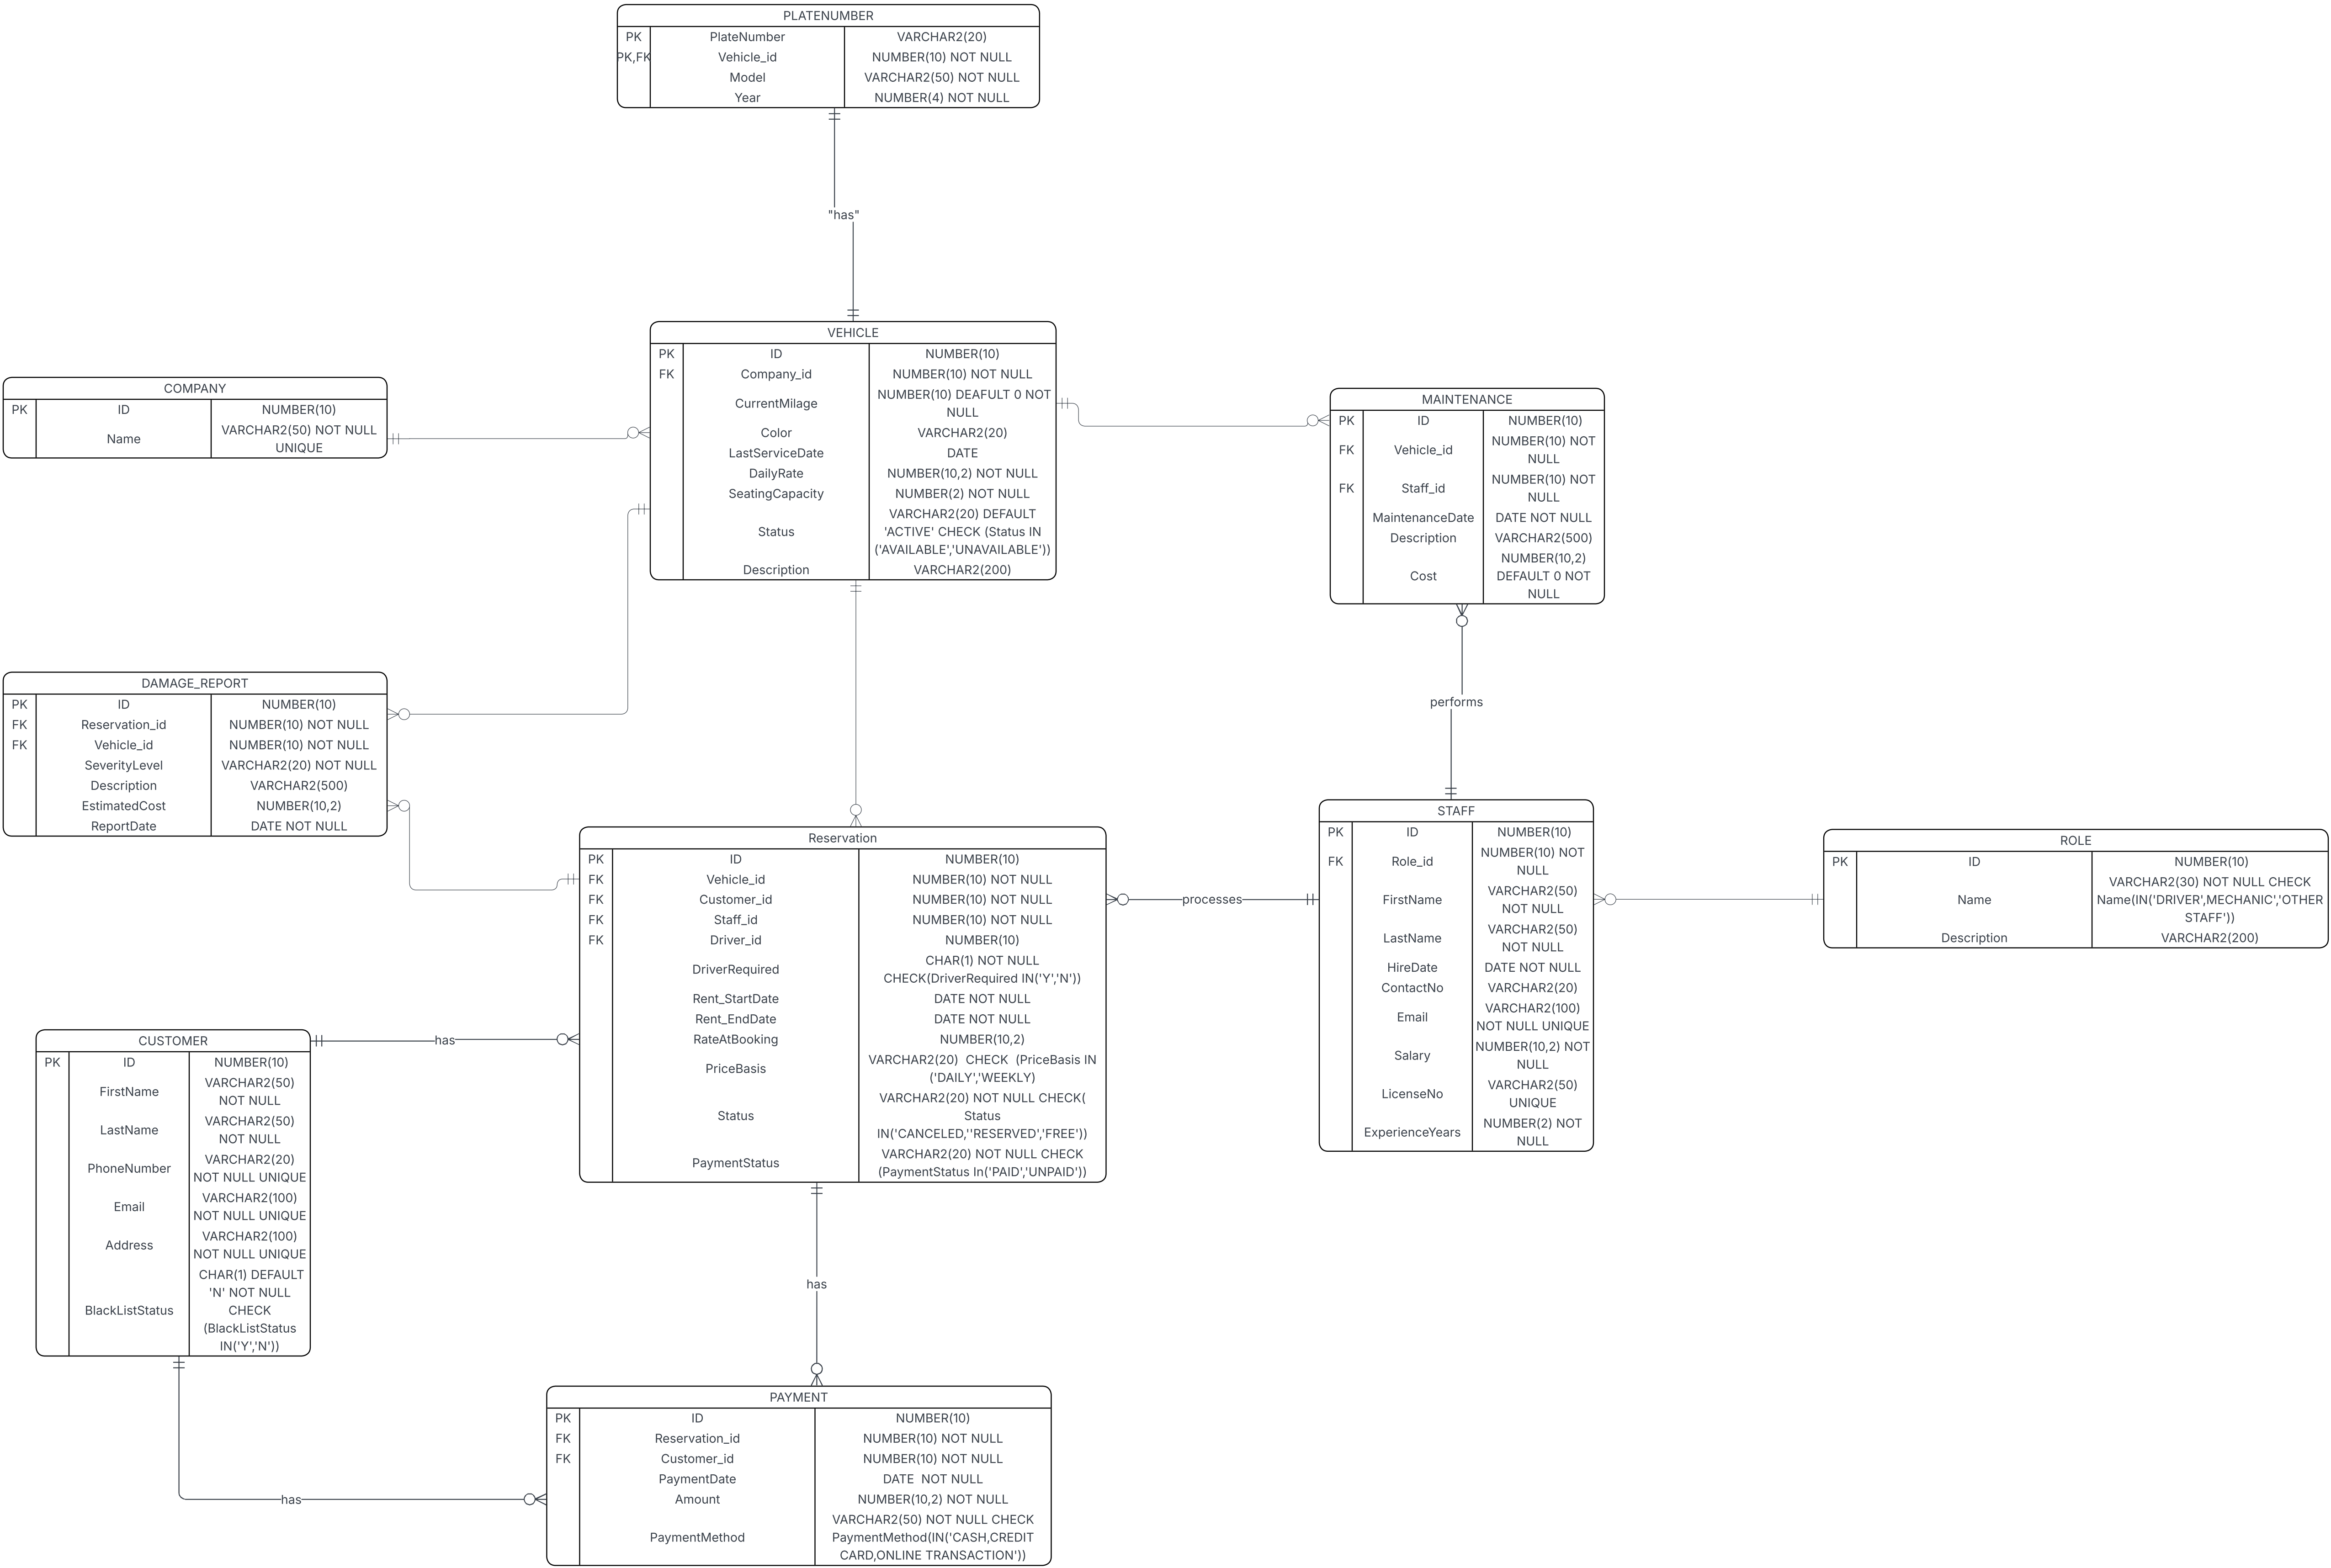 PLATENUMBER
PK PlateNumber VARCHAR2(20)
PK,FK Vehicle_id NUMBER(10) NOT NULL
Model VARCHAR2(50) NOT NULL
Year NUMBER(4) NOT NULL
"has"
VEHICLE
PK ID NUMBER(10)
FK Company_id NUMBER(10) NOT NULL
CurrentMilage NUMBER(10) DEAFULT 0 NOT
NULL
Color VARCHAR2(20)
LastServiceDate DATE
DailyRate NUMBER(10,2) NOT NULL
SeatingCapacity NUMBER(2) NOT NULL
Status VARCHAR2(20) DEFAULT
'ACTIVE' CHECK (Status IN
('AVAILABLE','UNAVAILABLE'))
Description VARCHAR2(200)
COMPANY
PK ID NUMBER(10)
Name VARCHAR2(50) NOT NULL
UNIQUE
MAINTENANCE
PK ID NUMBER(10)
FK Vehicle_id NUMBER(10) NOT
NULL
FK Staff_id NUMBER(10) NOT
NULL
MaintenanceDate DATE NOT NULL
Description VARCHAR2(500)
Cost NUMBER(10,2)
DEFAULT 0 NOT
NULL
DAMAGE_REPORT
PK ID NUMBER(10)
FK Reservation_id NUMBER(10) NOT NULL
FK Vehicle_id NUMBER(10) NOT NULL
SeverityLevel VARCHAR2(20) NOT NULL
Description VARCHAR2(500)
EstimatedCost NUMBER(10,2)
ReportDate DATE NOT NULL
performs
Reservation
PK ID NUMBER(10)
FK Vehicle_id NUMBER(10) NOT NULL
FK Customer_id NUMBER(10) NOT NULL
FK Staff_id NUMBER(10) NOT NULL
FK Driver_id NUMBER(10)
DriverRequired CHAR(1) NOT NULL
CHECK(DriverRequired IN('Y','N'))
Rent_StartDate DATE NOT NULL
Rent_EndDate DATE NOT NULL
RateAtBooking NUMBER(10,2)
PriceBasis VARCHAR2(20)  CHECK  (PriceBasis IN
('DAILY','WEEKLY)
Status VARCHAR2(20) NOT NULL CHECK(
Status
IN('CANCELED,''RESERVED','FREE'))
PaymentStatus VARCHAR2(20) NOT NULL CHECK
(PaymentStatus In('PAID','UNPAID'))
processes
STAFF
PK ID NUMBER(10)
FK Role_id NUMBER(10) NOT
NULL
FirstName VARCHAR2(50)
NOT NULL
LastName VARCHAR2(50)
NOT NULL
HireDate DATE NOT NULL
ContactNo VARCHAR2(20)
Email VARCHAR2(100)
NOT NULL UNIQUE
Salary NUMBER(10,2) NOT
NULL
LicenseNo VARCHAR2(50)
UNIQUE
ExperienceYears NUMBER(2) NOT
NULL
ROLE
PK ID NUMBER(10)
Name VARCHAR2(30) NOT NULL CHECK
Name(IN('DRIVER',MECHANIC','OTHER
STAFF'))
Description VARCHAR2(200)
has
CUSTOMER
PK ID NUMBER(10)
FirstName VARCHAR2(50)
NOT NULL
LastName VARCHAR2(50)
NOT NULL
PhoneNumber VARCHAR2(20)
NOT NULL UNIQUE
Email VARCHAR2(100)
NOT NULL UNIQUE
Address VARCHAR2(100)
NOT NULL UNIQUE
BlackListStatus CHAR(1) DEFAULT
'N' NOT NULL
CHECK
(BlackListStatus
IN('Y','N'))
has
has
PAYMENT
PK ID NUMBER(10)
FK Reservation_id NUMBER(10) NOT NULL
FK Customer_id NUMBER(10) NOT NULL
PaymentDate DATE  NOT NULL
Amount NUMBER(10,2) NOT NULL
PaymentMethod VARCHAR2(50) NOT NULL CHECK
PaymentMethod(IN('CASH,CREDIT
CARD,ONLINE TRANSACTION'))